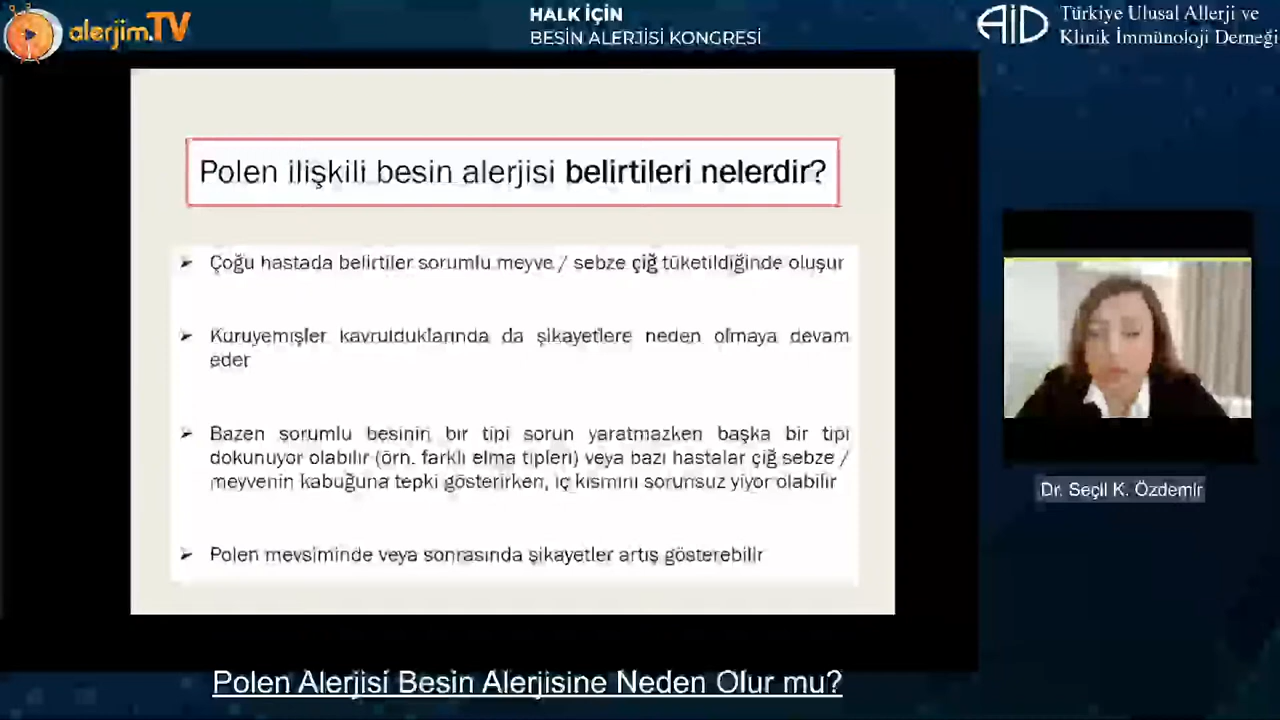 alerjim.TV
HALK İÇİN
BESİN ALERJİSİ KONGRESİ
AİD
Türkiye Ulusal Allerji ve
Klinik İmmünoloji Derneği
Polen ilişkili besin alerjisi belirtileri nelerdir?
➤ Çoğu hastada belirtiler sorumlu meyve / sebze çiğ tüketildiğinde oluşur
➤ Kuruyemişler kavrulduklarında da şikayetlere neden olmaya devam
eder
➤ Bazen sorumlu besinin bir tipi sorun yaratmazken başka bir tipi
dokunuyor olabilir (örn. farklı elma tipleri) veya bazı hastalar çiğ sebze /
meyvenin kabuğuna tepki gösterirken, iç kısmını sorunsuz yiyor olabilir
➤ Polen mevsiminde veya sonrasında şikayetler artış gösterebilir
Dr. Seçil K. Özdemir
Polen Alerjisi Besin Alerjisine Neden Olur mu?